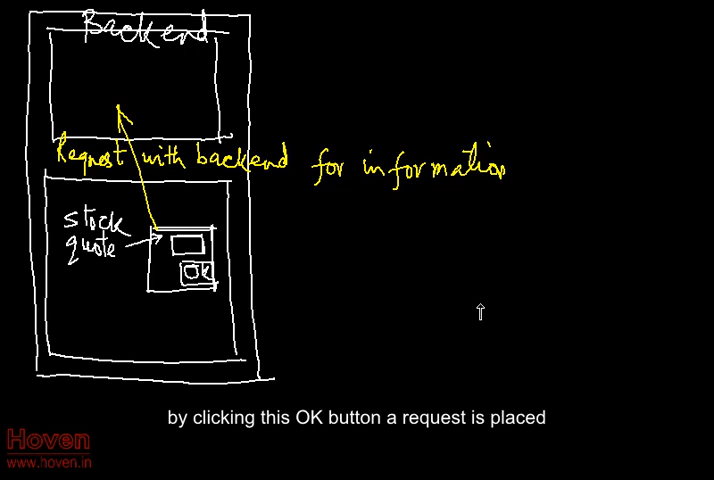 Backend
Request with backend for information
stock
quote
OK
by clicking this OK button a request is placed
Hoven
www.hoven.in